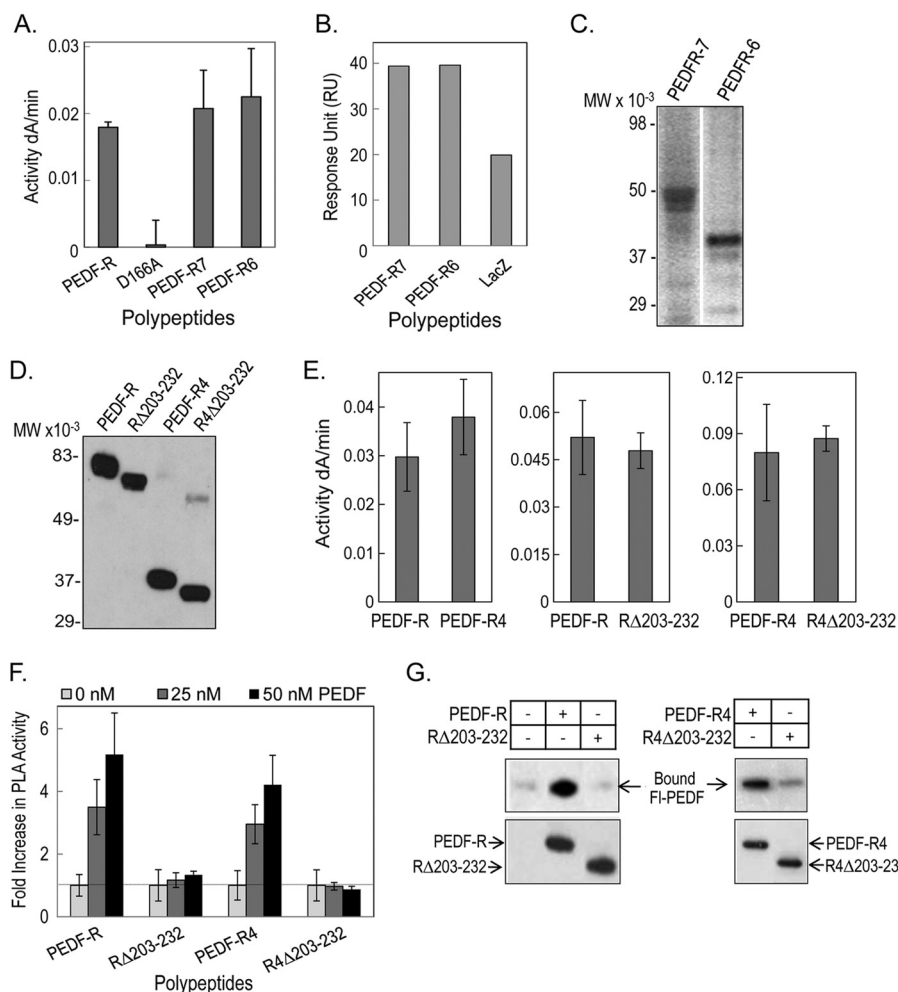 A.
0.03
0.02
0.01
0
Activity dA/min
PEDF-R
D166A
PEDF-R7
PEDF-R6
Polypeptides
B.
40
30
20
10
0
Response Unit (RU)
PEDF-R7
PEDF-R6
LacZ
Polypeptides
C.
PEDFR-7
PEDFR-6
MW x 10-3
98 -
50 -
37 -
29 -
D.
PEDF-R
RΔ203-232
PEDF-R4
R4Δ203-232
MW x10-3
83-
49-
37-
29-
E.
Activity dA/min
0.04
0.03
0.02
0.01
0
PEDF-R PEDF-R4
0.06
0.045
0.03
0.015
0
PEDF-R RΔ203-232
0.12
0.09
0.06
0.03
0
PEDF-R4 R4Δ203-232
F.
0 nM 25 nM 50 nM PEDF
Fold Increase in PLA Activity
6
4
2
0
PEDF-R
RΔ203-232
PEDF-R4
R4Δ203-232
Polypeptides
G.
PEDF-R - + -
RΔ203-232 - - +
PEDF-R4 + -
R4Δ203-232 - +
Bound
Fl-PEDF
PEDF-R
RΔ203-232
PEDF-R4
R4Δ203-23